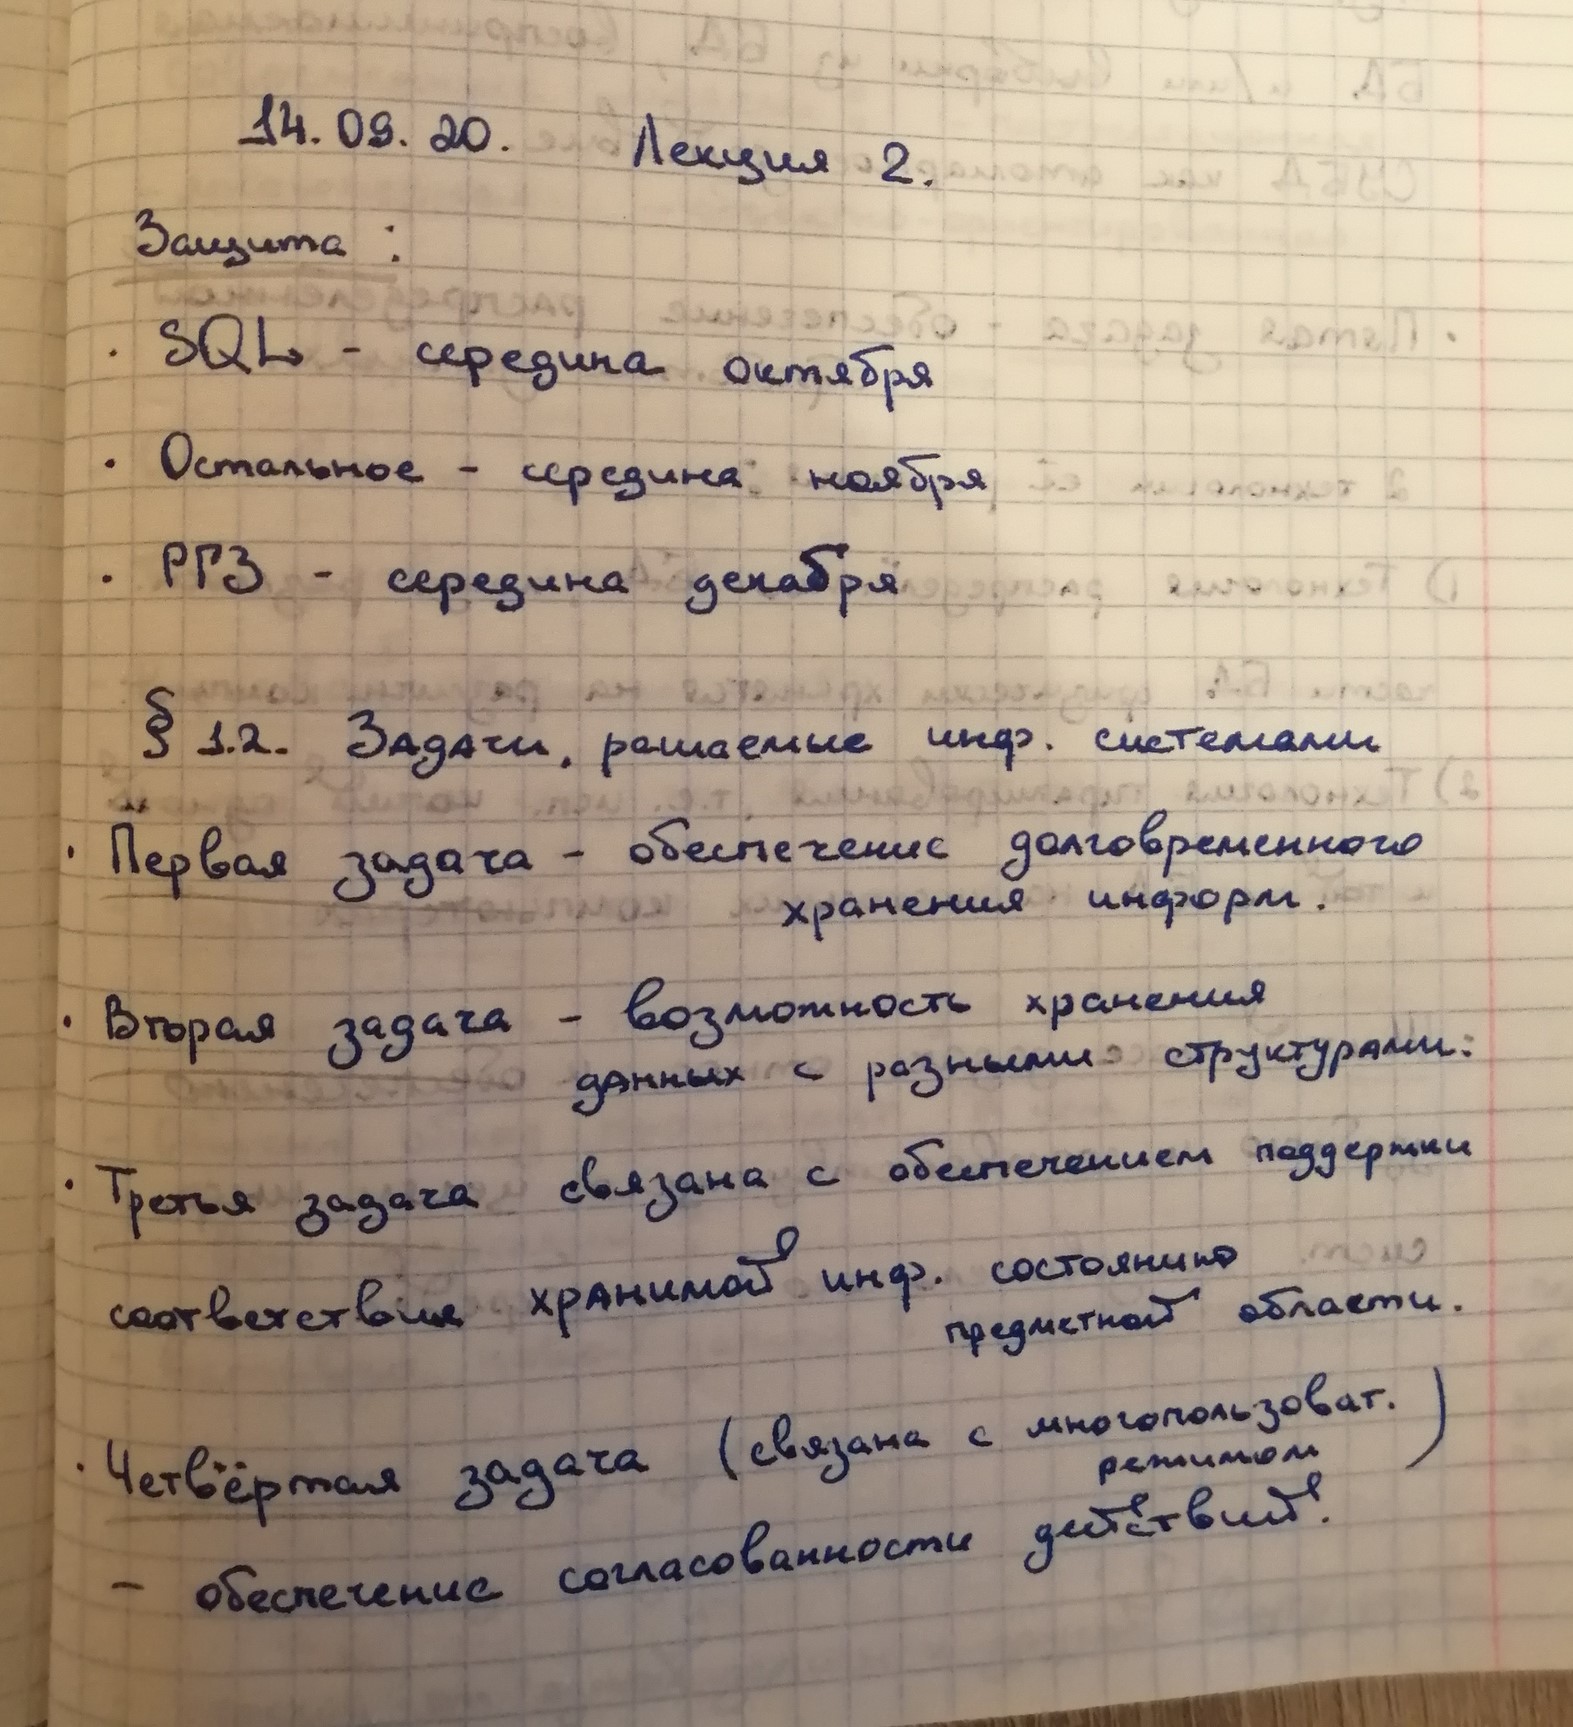 14.09.20. Лекция 2.
Защита:
· SQL - середина октября
· Остальное - середина ноября
· РГЗ - середина декабря
§ 1.2. Задачи, решаемые инф. системами
· Первая задача - обеспечение долговременного
хранения информ.
· Вторая задача - возможность хранения
данных с разными структурами.
· Третья задача связана с обеспечением поддержки
соответствия хранимой инф. состоянию
предметной области.
· Четвёртая задача (связана с многопользоват.
режимом)
- обеспечение согласованности действий.